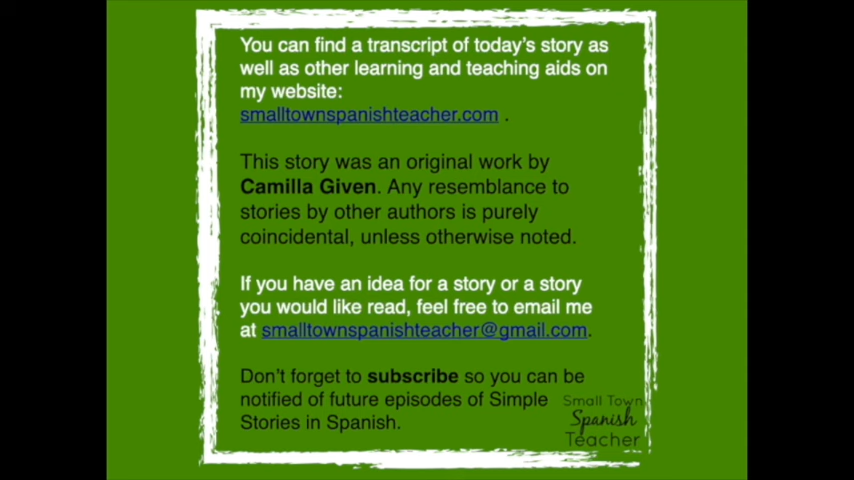 You can find a transcript of today's story as
well as other learning and teaching aids on
my website:
smalltownspanishteacher.com .
This story was an original work by
Camilla Given. Any resemblance to
stories by other authors is purely
coincidental, unless otherwise noted.
If you have an idea for a story or a story
you would like read, feel free to email me
at smalltownspanishteacher@gmail.com.
Don't forget to subscribe so you can be
notified of future episodes of Simple
Stories in Spanish.
Small Town
Spanish
Teacher